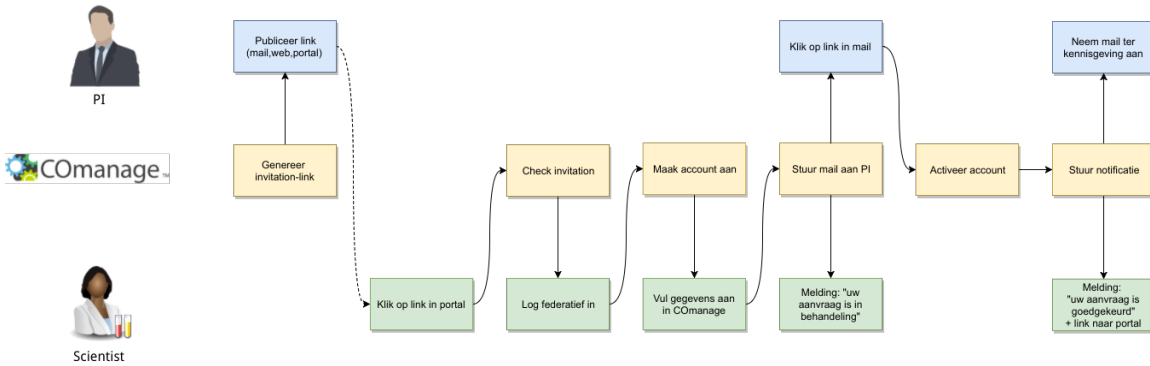 Publiceer link
(mail,web,portal)
Klik op link in mail
Neem mail ter
kennisgeving aan
PI
COmanage™
Genereer
invitation-link
Check invitation
Maak account aan
Stuur mail aan PI
Activeer account
Stuur notificatie
Klik op link in portal
Log federatief in
Vul gegevens aan
in COmanage
Melding: "uw
aanvraag is in
behandeling"
Melding:
"uw aanvraag is
goedgekeurd"
+ link naar portal
Scientist